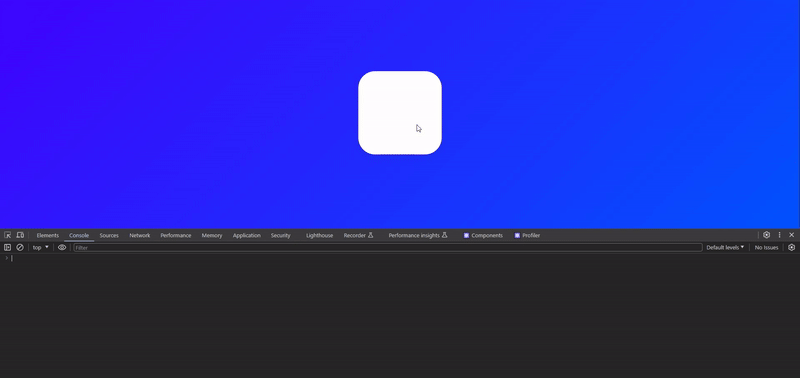 Elements Console Sources Network Performance Memory Application Security Lighthouse Recorder Performance insights Components Profiler
top Filter Default levels No Issues